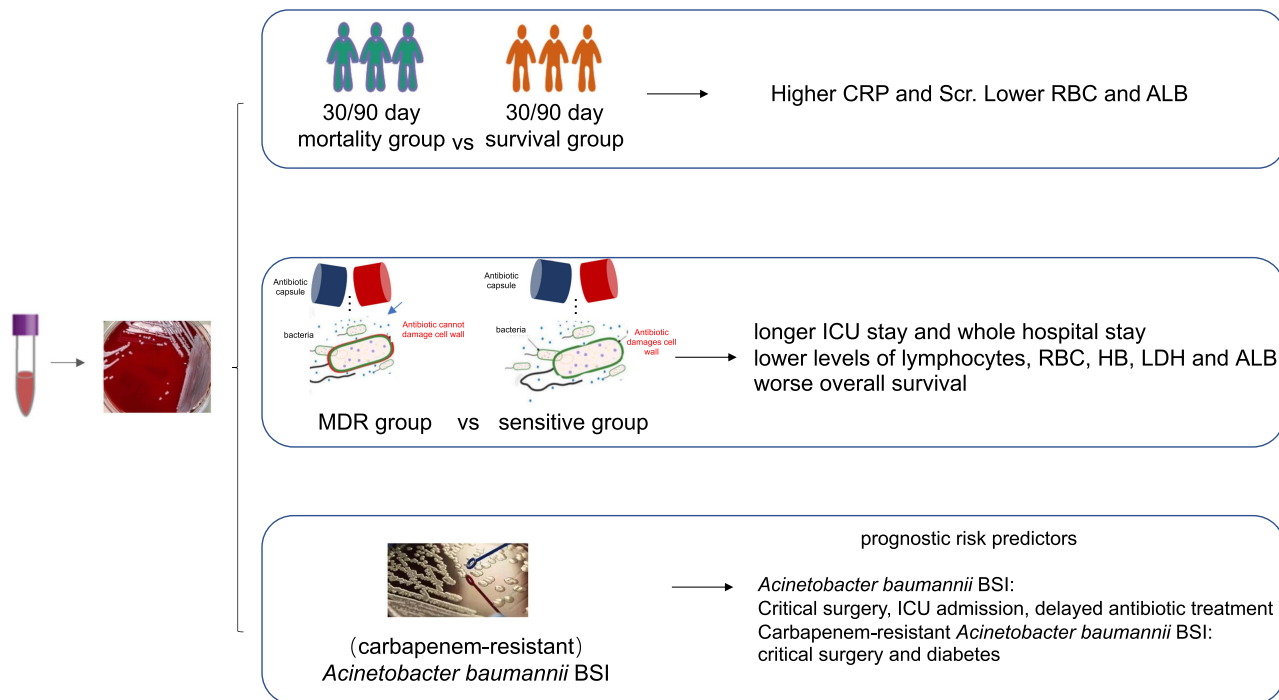 30/90 day
mortality group
vs
30/90 day
survival group
Higher CRP and Scr. Lower RBC and ALB
Antibiotic
capsule
bacteria
Antibiotic cannot
damage cell wall
Antibiotic
capsule
bacteria
Antibiotic
damages cell
wall
MDR group vs sensitive group
longer ICU stay and whole hospital stay
lower levels of lymphocytes, RBC, HB, LDH and ALB
worse overall survival
(carbapenem-resistant)
Acinetobacter baumannii BSI
prognostic risk predictors
Acinetobacter baumannii BSI:
Critical surgery, ICU admission, delayed antibiotic treatment
Carbapenem-resistant Acinetobacter baumannii BSI:
critical surgery and diabetes